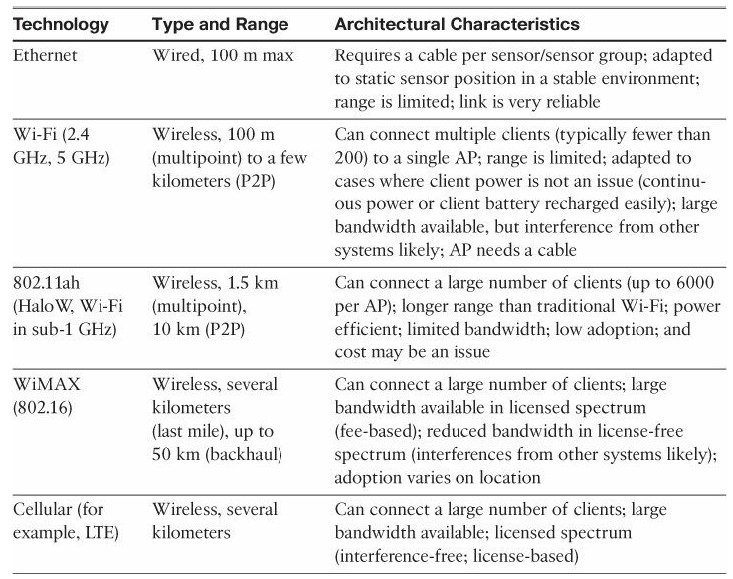 Technology Type and Range Architectural Characteristics
Ethernet Wired, 100 m max Requires a cable per sensor/sensor group; adapted
to static sensor position in a stable environment;
range is limited; link is very reliable
Wi-Fi (2.4 Wireless, 100 m Can connect multiple clients (typically fewer than
GHz, 5 GHz) (multipoint) to a few 200) to a single AP; range is limited; adapted to
kilometers (P2P) cases where client power is not an issue (continu-
ous power or client battery recharged easily); large
bandwidth available, but interference from other
systems likely; AP needs a cable
802.11ah Wireless, 1.5 km Can connect a large number of clients (up to 6000
(HaloW, Wi-Fi (multipoint), per AP); longer range than traditional Wi-Fi; power
in sub-1 GHz) 10 km (P2P) efficient; limited bandwidth; low adoption; and
cost may be an issue
WiMAX Wireless, several Can connect a large number of clients; large
(802.16) kilometers bandwidth available in licensed spectrum
(last mile), up to (fee-based); reduced bandwidth in license-free
50 km (backhaul) spectrum (interferences from other systems likely);
adoption varies on location
Cellular (for Wireless, several Can connect a large number of clients; large
example, LTE) kilometers bandwidth available; licensed spectrum
(interference-free; license-based)